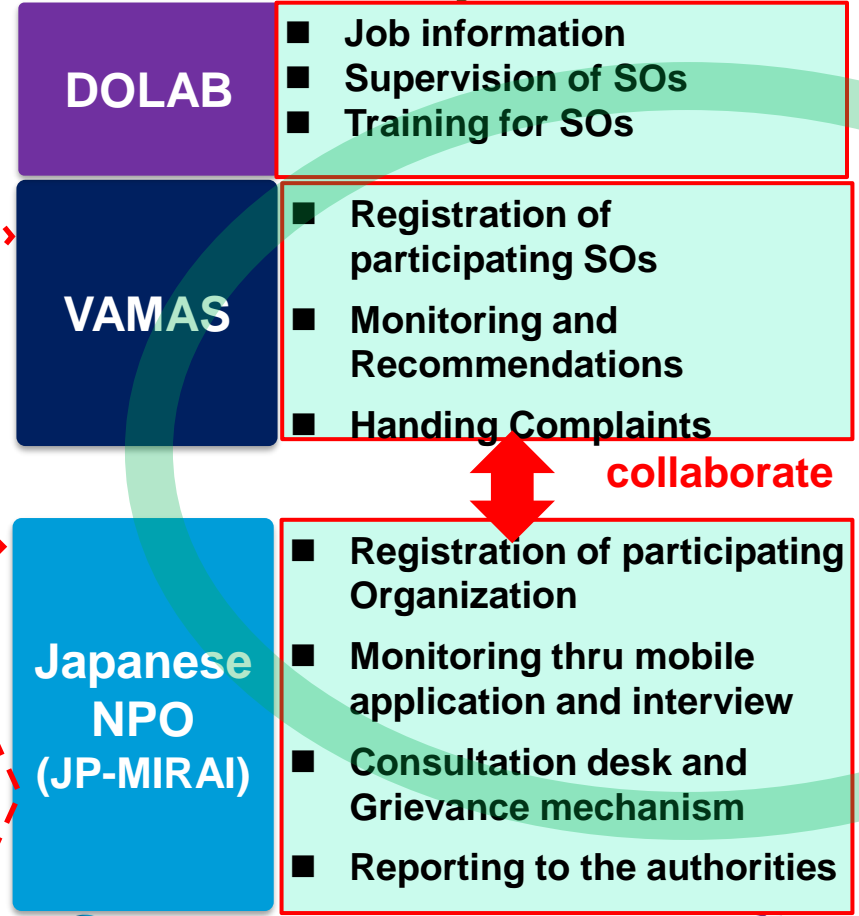 DOLAB
■ Job information
■ Supervision of SOs
■ Training for SOs
VAMAS
■ Registration of
participating SOs
■ Monitoring and
Recommendations
■ Handing Complaints
collaborate
Japanese
NPO
(JP-MIRAI)
■ Registration of participating
Organization
■ Monitoring thru mobile
application and interview
■ Consultation desk and
Grievance mechanism
■ Reporting to the authorities